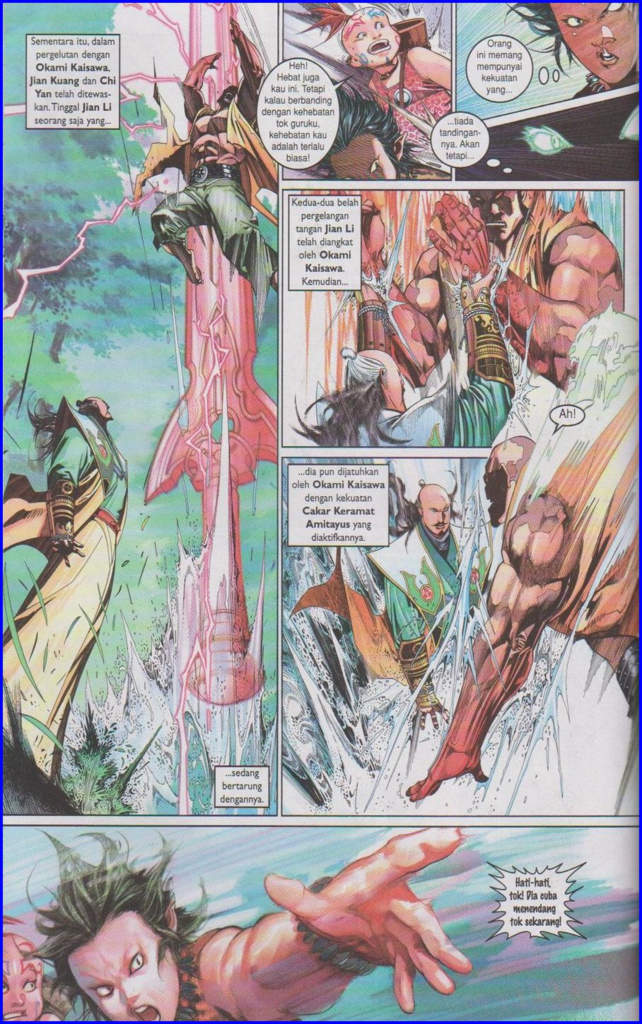 Sementara itu, dalam
pergelutan dengan
Okami Kaisawa,
Jian Kuang dan Chi
Yan telah ditewas-
kan. Tinggal Jian Li
seorang saja yang...
...sedang
bertarung
dengannya.
Heh!
Hebat juga
kau ini. Tetapi
kalau berbanding
dengan kehebatan
tok guruku,
kehebatan kau
adalah terlalu
biasa!
Orang
ini memang
mempunyai
kekuatan
yang...
...tiada
tandingan-
nya. Akan
tetapi...
Kedua-dua belah
pergelangan
tangan Jian Li
telah diangkat
oleh Okami
Kaisawa.
Kemudian...
Ah!
...dia pun dijatuhkan
oleh Okami Kaisawa
dengan kekuatan
Cakar Keramat
Amitayus yang
diaktifkannya.
Hati-hati,
tok! Dia cuba
menendang
tok sekarang!